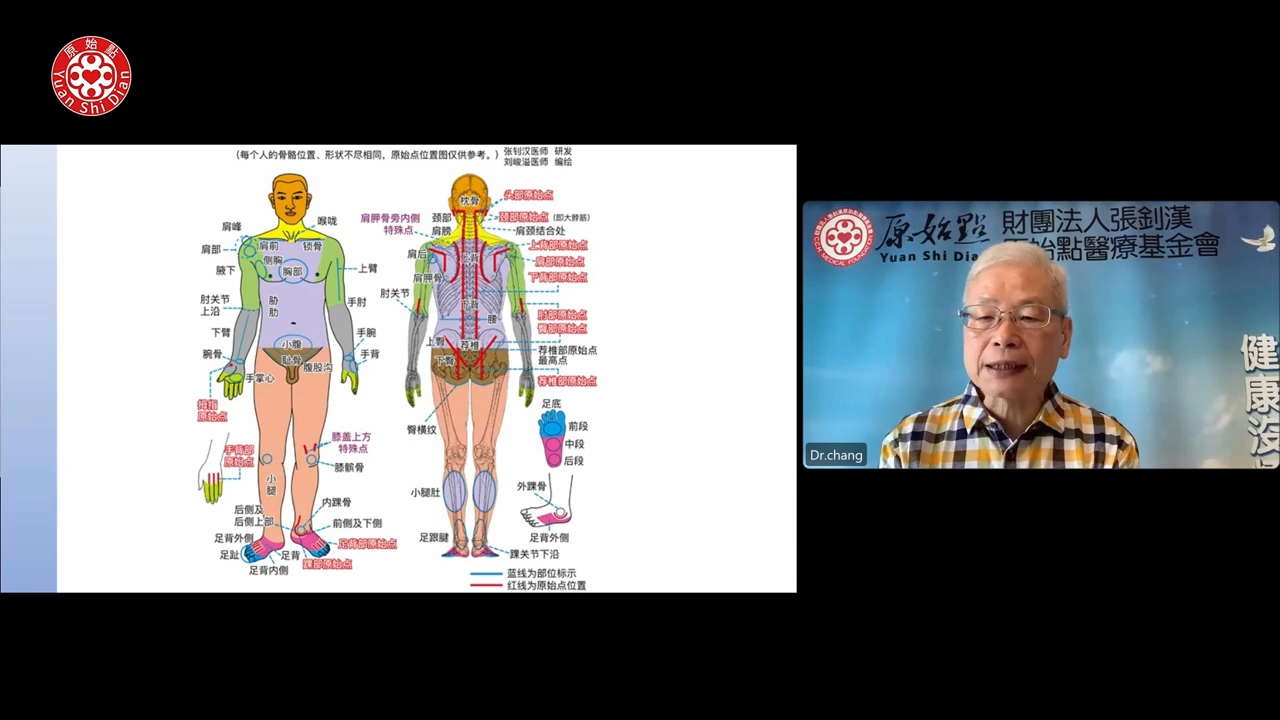 原始點
Yuan Shi Dian
(每个人的骨骼位置、形状不尽相同，原始点位置图仅供参考。)
张钊汉医师 研发
刘峻溢医师 编绘
肩峰
喉咙
肩部
肩前
锁骨
侧胸
腋下
胸部
上臂
肘关节
上沿
胁
肋
手肘
下臂
小腹
手腕
腕骨
耻骨
手背
腹股沟
手掌心
拇指
原始点
手背部
原始点
膝盖上方
特殊点
膝髌骨
小
腿
内踝骨
后侧及
后侧上部
前侧及下侧
足背外侧
足背部原始点
足趾
足背
踝部原始点
足背内侧
枕骨
头部原始点
肩胛骨旁内侧
特殊点
颈部
颈部原始点
(即大脖筋)
肩膀
肩颈结合处
上背部原始点
肩后
上背
肩部原始点
肩胛骨
下背部原始点
肘关节
下背
腰
肘部原始点
臀部原始点
上臀
荐椎
荐椎部原始点
最高点
下臀
荐椎部原始点
臀横纹
足底
前段
中段
后段
小腿肚
外踝骨
足跟腱
足背外侧
踝关节下沿
蓝线为部位标示
红线为原始点位置
原始點
Yuan Shi Dia
財團法人張釗漢
原始點醫療基金會
健
康
沒
Dr.chang